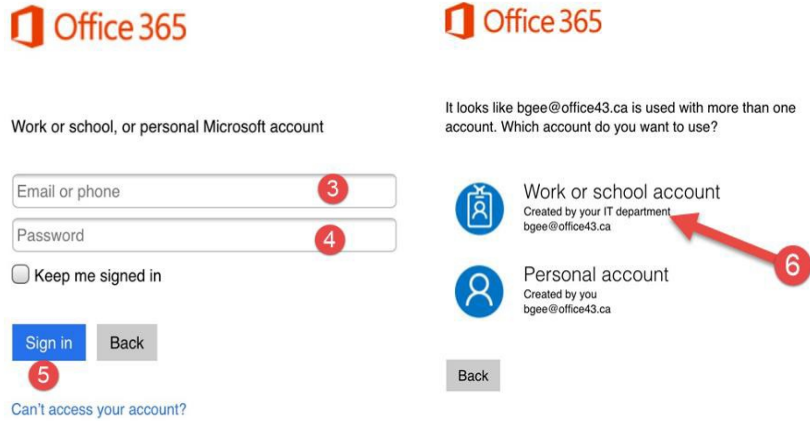 Office 365
Work or school, or personal Microsoft account
Email or phone
3
Password
4
Keep me signed in
Sign in
Back
5
Can't access your account?
Office 365
It looks like bgee@office43.ca is used with more than one
account. Which account do you want to use?
Work or school account
Created by your IT department
bgee@office43.ca
6
Personal account
Created by you
bgee@office43.ca
Back